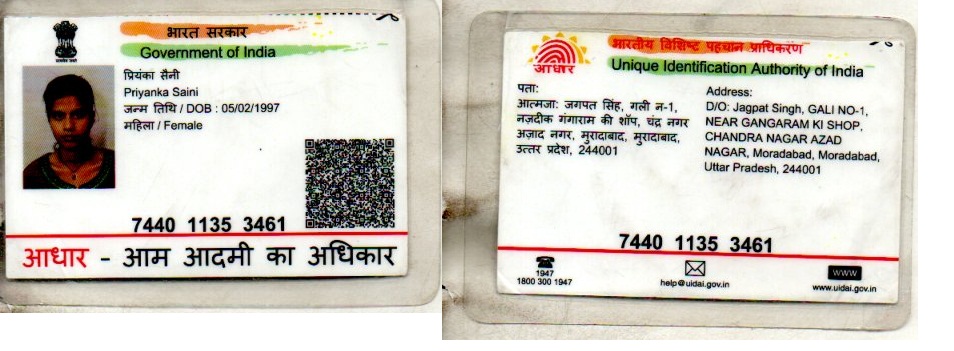 भारत सरकार
Government of India
प्रियंका सैनी
Priyanka Saini
जन्म तिथि / DOB : 05/02/1997
महिला / Female
7440 1135 3461
आधार - आम आदमी का अधिकार
भारतीय विशिष्ट पहचान प्राधिकरण
Unique Identification Authority of India
आधार
पता:
आत्मजा: जगपत सिंह, गली न-1,
नज़दीक गंगाराम की शॉप, चंद्र नगर
अज़ाद नगर, मुरादाबाद, मुरादाबाद,
उत्तर प्रदेश, 244001
Address:
D/O: Jagpat Singh, GALI NO-1,
NEAR GANGARAM KI SHOP,
CHANDRA NAGAR AZAD
NAGAR, Moradabad, Moradabad,
Uttar Pradesh, 244001
7440 1135 3461
1947
1800 300 1947
help@uidai.gov.in
WWW
www.uidai.gov.in